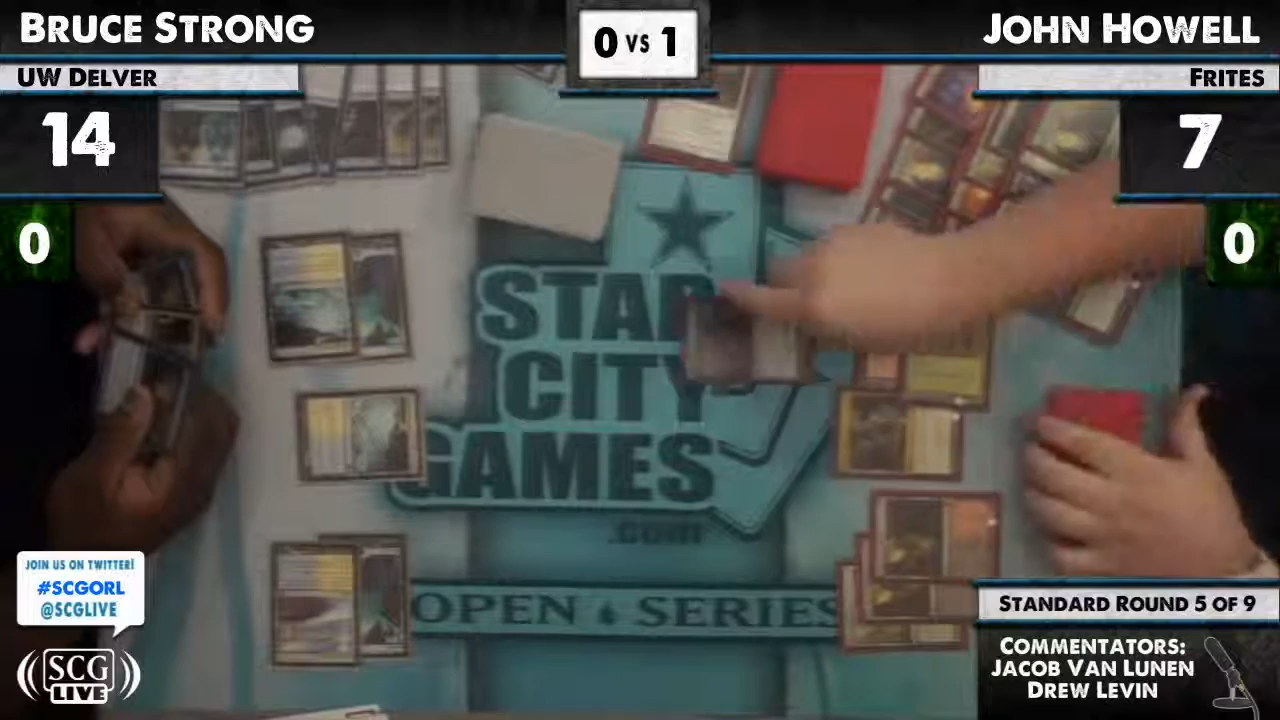 BRUCE STRONG
0 VS 1
JOHN HOWELL
UW DELVER
FRITES
14
7
0
0
STAR
CITY
GAMES
.com
OPEN SERIES
JOIN US ON TWITTER!
#SCGORL
@SCGLIVE
SCG
LIVE
STANDARD ROUND 5 OF 9
COMMENTATORS:
JACOB VAN LUNEN
DREW LEVIN